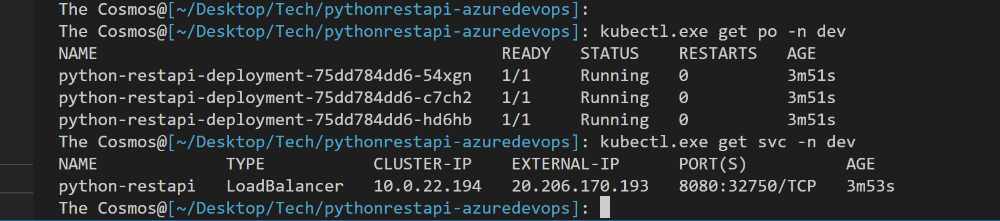 The Cosmos@[~/Desktop/Tech/pythonrestapi-azuredevops]:
The Cosmos@[~/Desktop/Tech/pythonrestapi-azuredevops]: kubectl.exe get po -n dev
NAME READY STATUS RESTARTS AGE
python-restapi-deployment-75dd784dd6-54xgn 1/1 Running 0 3m51s
python-restapi-deployment-75dd784dd6-c7ch2 1/1 Running 0 3m51s
python-restapi-deployment-75dd784dd6-hd6hb 1/1 Running 0 3m51s
The Cosmos@[~/Desktop/Tech/pythonrestapi-azuredevops]: kubectl.exe get svc -n dev
NAME TYPE CLUSTER-IP EXTERNAL-IP PORT(S) AGE
python-restapi LoadBalancer 10.0.22.194 20.206.170.193 8080:32750/TCP 3m53s
The Cosmos@[~/Desktop/Tech/pythonrestapi-azuredevops]: